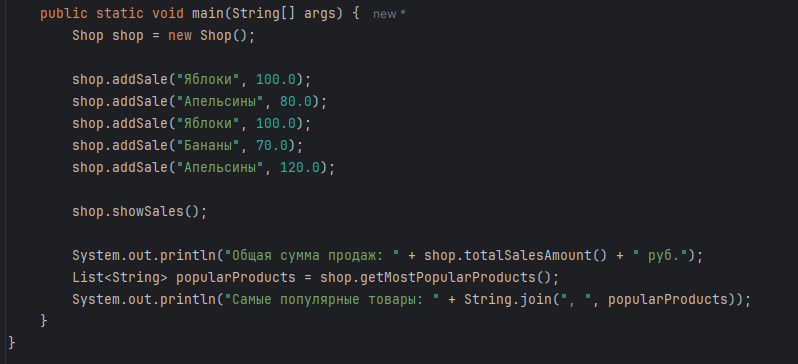 public static void main(String[] args) { new *
Shop shop = new Shop();
shop.addSale("Яблоки", 100.0);
shop.addSale("Апельсины", 80.0);
shop.addSale("Яблоки", 100.0);
shop.addSale("Бананы", 70.0);
shop.addSale("Апельсины", 120.0);
shop.showSales();
System.out.println("Общая сумма продаж: " + shop.totalSalesAmount() + " руб.");
List<String> popularProducts = shop.getMostPopularProducts();
System.out.println("Самые популярные товары: " + String.join(", ", popularProducts));
}
}